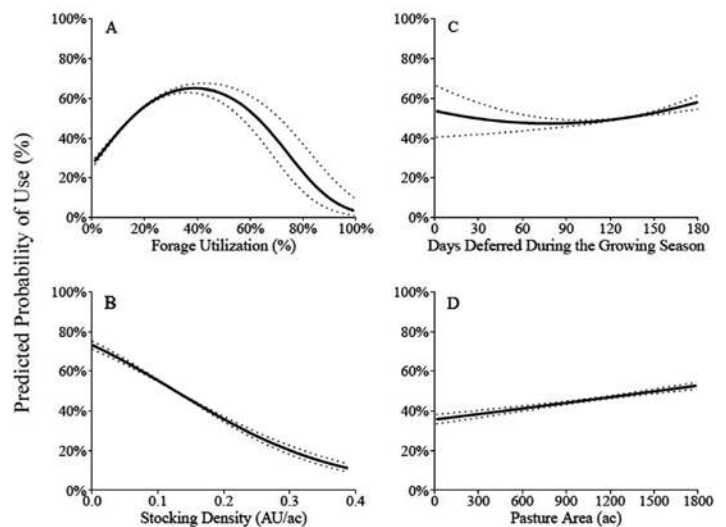 Predicted Probability of Use (%)
A
100%
80%
60%
40%
20%
0%
0% 20% 40% 60% 80% 100%
Forage Utilization (%)
C
100%
80%
60%
40%
20%
0%
0 30 60 90 120 150 180
Days Deferred During the Growing Season
B
100%
80%
60%
40%
20%
0%
0.0 0.1 0.2 0.3 0.4
Stocking Density (AU/ac)
D
100%
80%
60%
40%
20%
0%
0 300 600 900 1200 1500 1800
Pasture Area (ac)